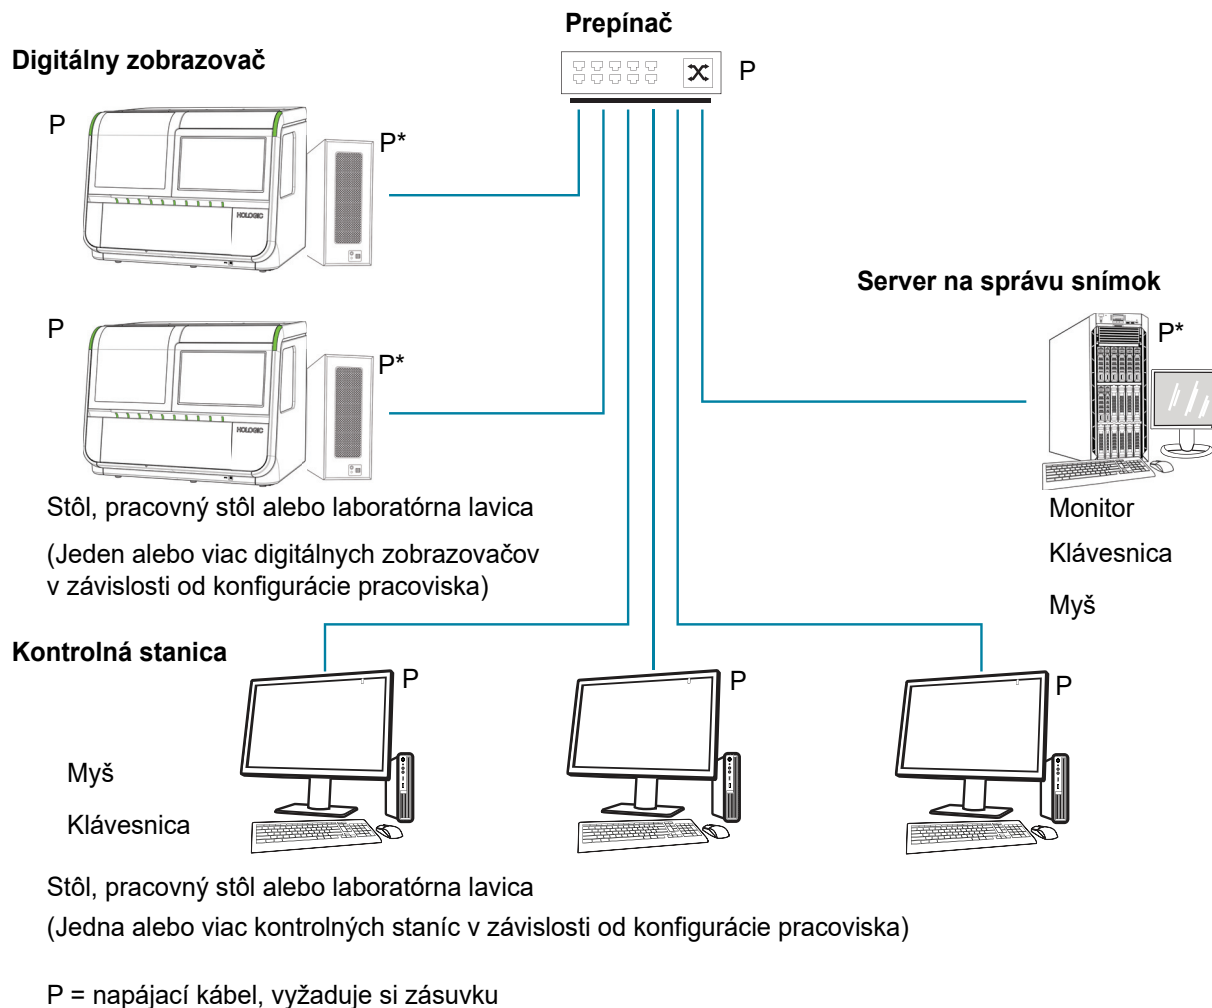 Prepínač
Digitálny zobrazovač
P
P
P*
HOLOGIC
Server na správu snímok
P
P*
HOLOGIC
P*
Stôl, pracovný stôl alebo laboratórna lavica
(Jeden alebo viac digitálnych zobrazovačov
v závislosti od konfigurácie pracoviska)
Monitor
Klávesnica
Myš
Kontrolná stanica
P
P
P
Myš
Klávesnica
Stôl, pracovný stôl alebo laboratórna lavica
(Jedna alebo viac kontrolných staníc v závislosti od konfigurácie pracoviska)
P = napájací kábel, vyžaduje si zásuvku